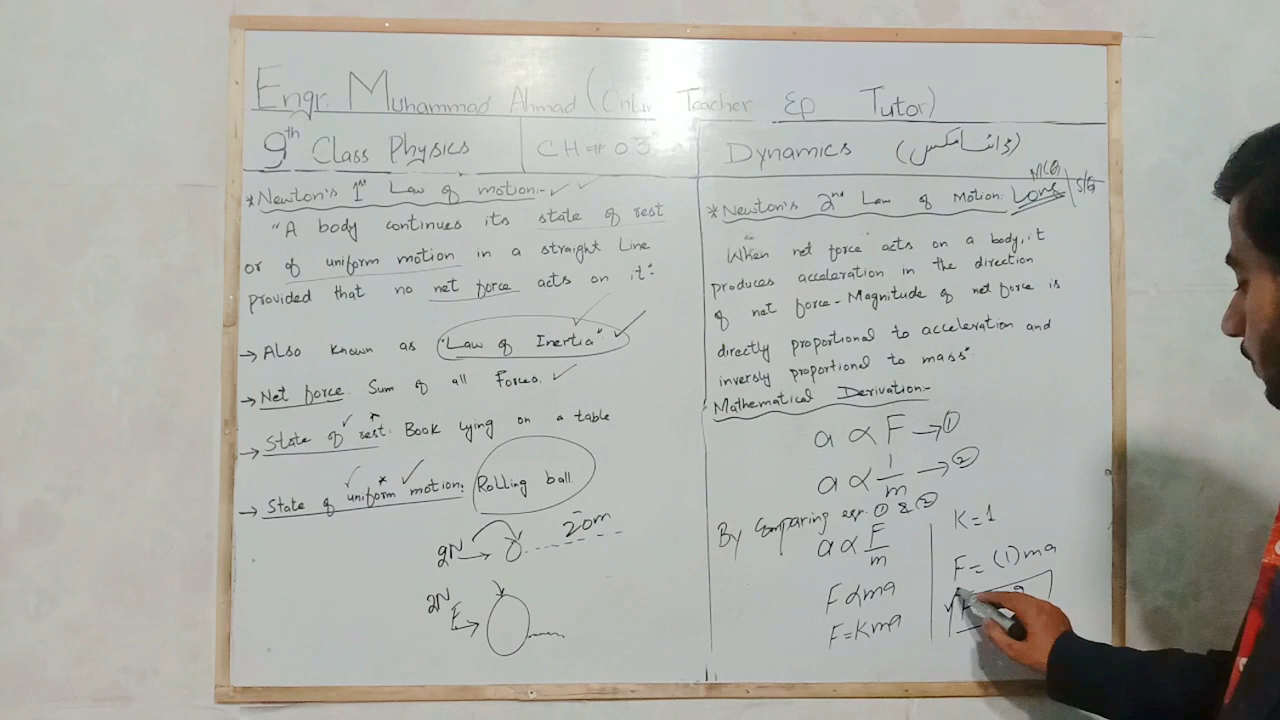 Engr. Muhammad Ahmad ( Teacher Ep Tutor)
9th Class Physics CH # 03 Dynamics (ڈائنامکس)
*Newton's 1st Law of motion:-
"A body continues its state of rest
or of uniform motion in a straight Line
provided that no net force acts on it":
→ Also known as "Law of Inertia".
→ Net force. Sum of all Forces.
→ State of rest. Book lying on a table
→ State of uniform motion: Rolling ball
2N 20m
2N
F
MCQ
*Newton's 2nd Law of Motion: Long S/Q
"When net force acts on a body, it
produces acceleration in the direction
of net force - Magnitude of net force is
directly proportional to acceleration and
inversly proportional to mass".
Mathematical Derivation:-
a ∝ F → ①
a ∝ 1/m → ②
By Comparing eqn. ① & ②
a ∝ F/m
F ∝ ma
F = Kma
K = 1
F = (1) ma